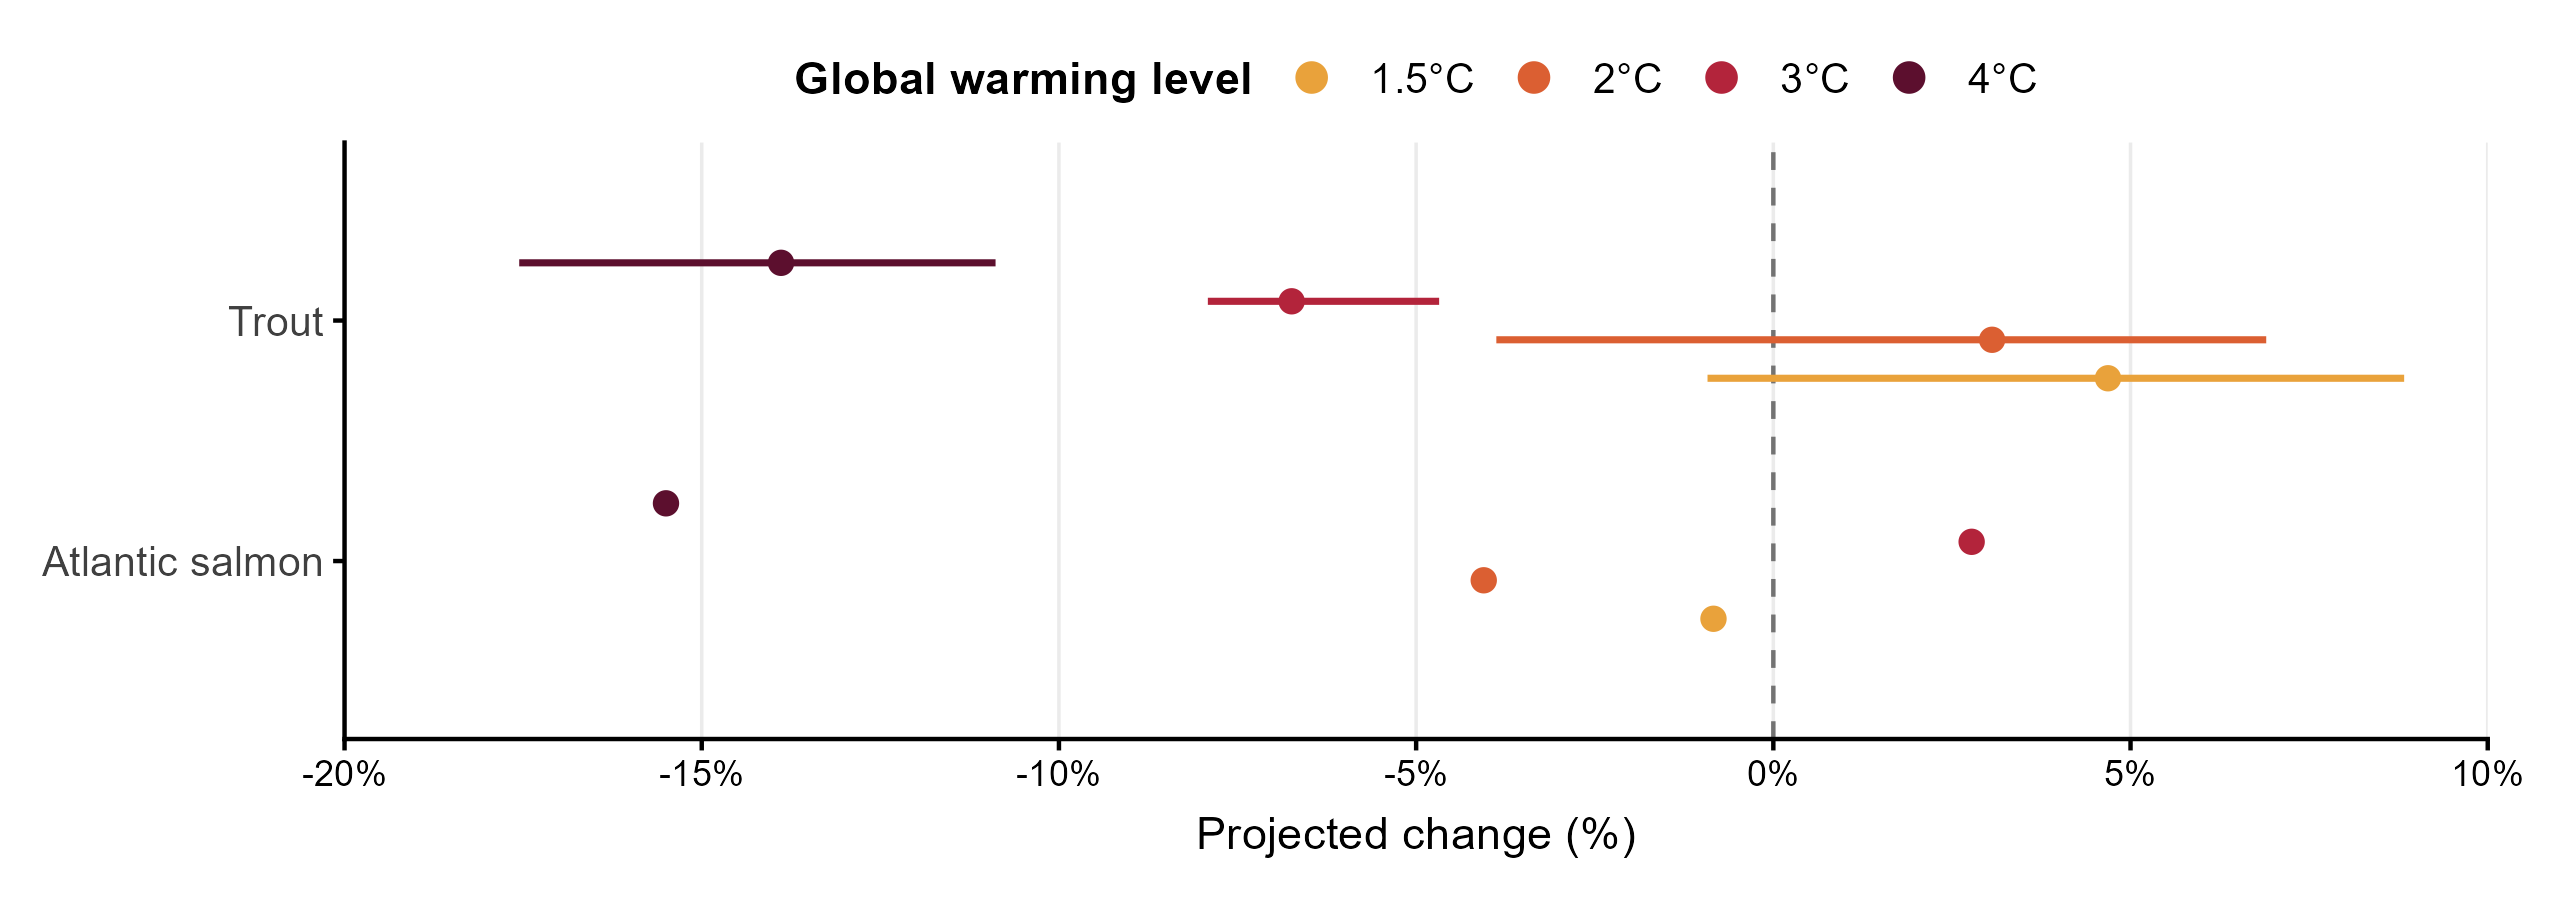 Global warming level 1.5°C 2°C 3°C 4°C
Trout
Atlantic salmon
-20% -15% -10% -5% 0% 5% 10%
Projected change (%)